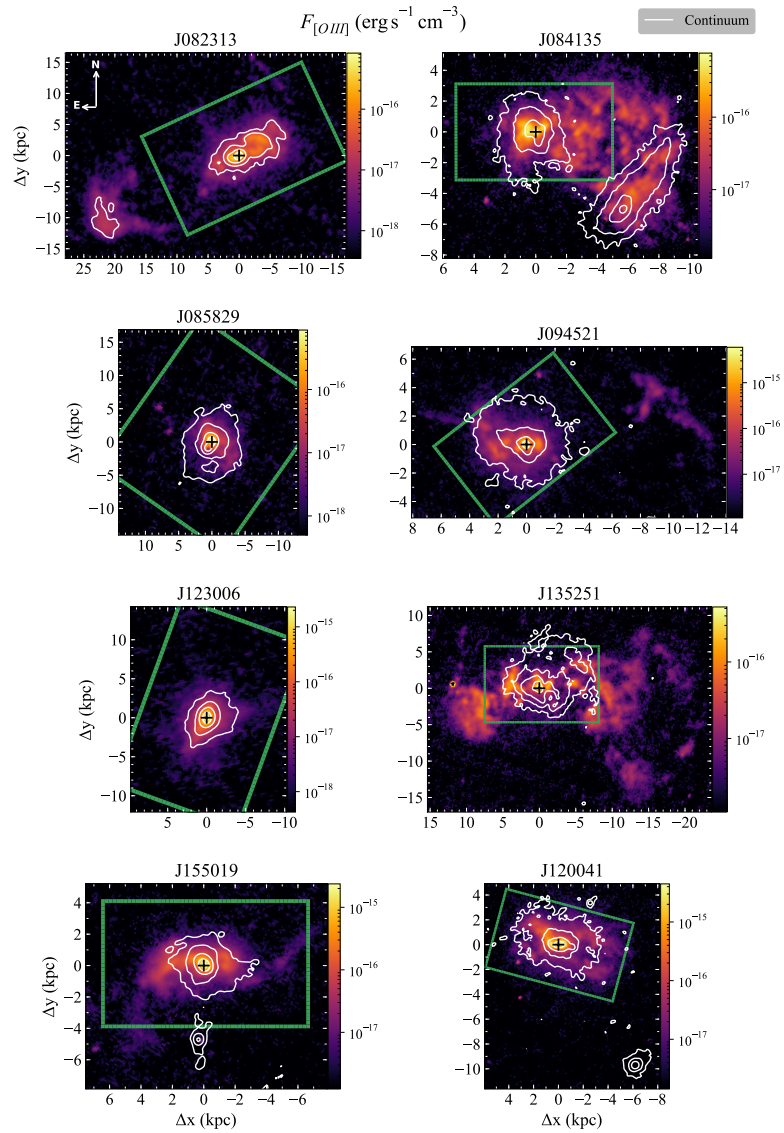 F[OIII] (erg s−1 cm−3)
Continuum
J082313
J084135
N
E
15
10
5
0
−5
−10
−15
Δy (kpc)
25 20 15 10 5 0 −5 −10 −15
10−16
10−17
10−18
4
2
0
−2
−4
−6
−8
6 4 2 0 −2 −4 −6 −8 −10
10−16
10−17
J085829
J094521
15
10
5
0
−5
−10
Δy (kpc)
10 5 0 −5 −10
10−16
10−17
10−18
6
4
2
0
−2
−4
8 6 4 2 0 −2 −4 −6 −8 −10 −12 −14
10−15
10−16
10−17
J123006
J135251
10
5
0
−5
−10
Δy (kpc)
5 0 −5 −10
10−15
10−16
10−17
10−18
15
10
5
0
−5
−10
−15
15 10 5 0 −5 −10 −15 −20
10−16
10−17
J155019
J120041
4
2
0
−2
−4
−6
Δy (kpc)
6 4 2 0 −2 −4 −6
Δx (kpc)
10−15
10−16
10−17
4
2
0
−2
−4
−6
−8
−10
6 4 2 0 −2 −4 −6 −8
Δx (kpc)
10−15
10−16
10−17